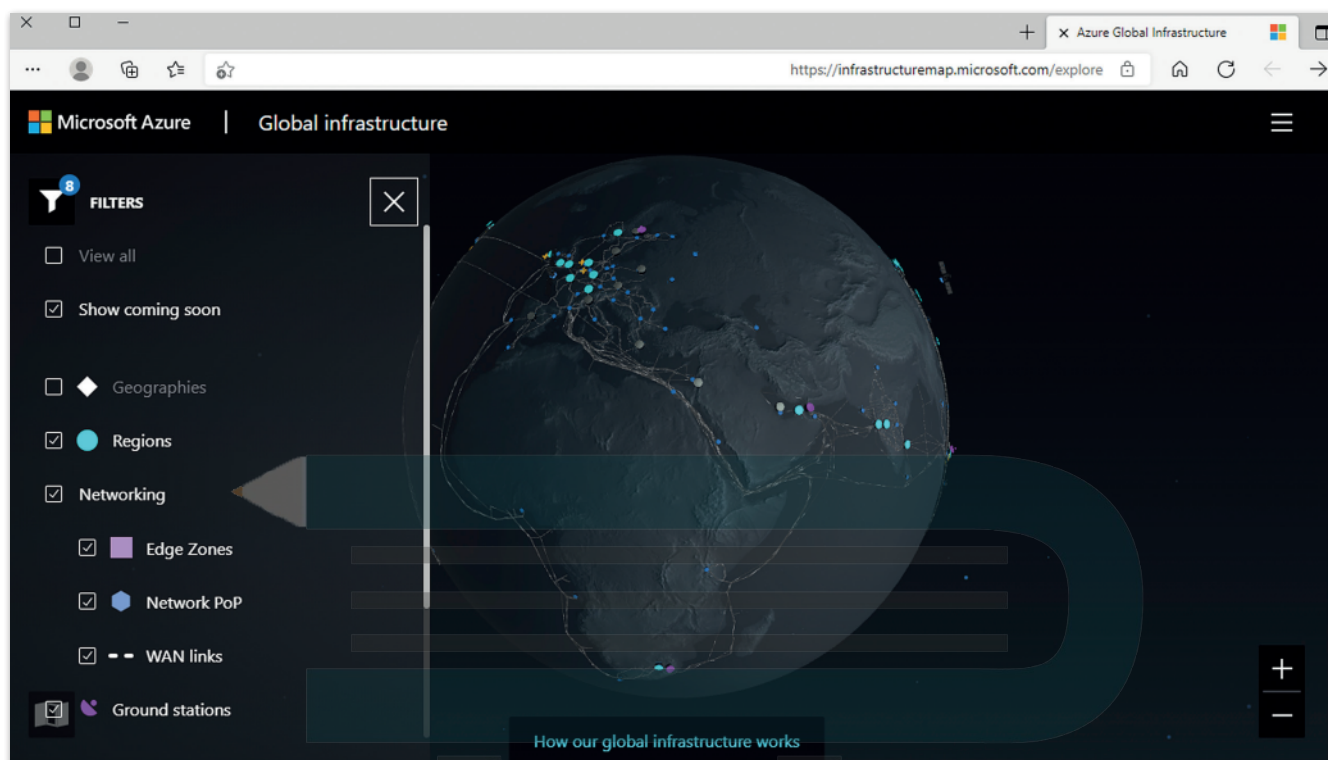 Azure Global Infrastructure
https://infrastructuremap.microsoft.com/explore
Microsoft Azure | Global infrastructure
8
FILTERS
View all
Show coming soon
Geographies
Regions
Networking
Edge Zones
Network PoP
WAN links
Ground stations
How our global infrastructure works